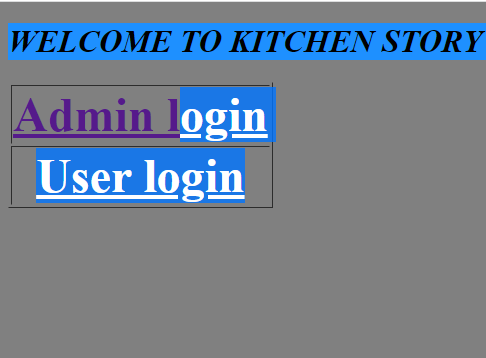 WELCOME TO KITCHEN STORY
Admin login
User login